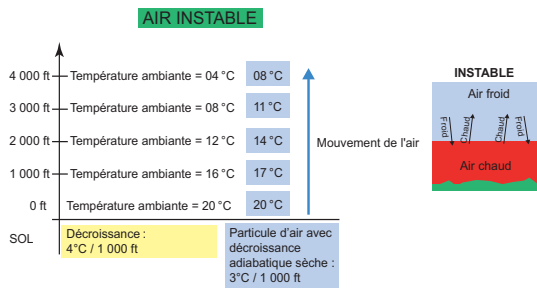 AIR INSTABLE
4 000 ft Température ambiante = 04 °C 08 °C
3 000 ft Température ambiante = 08 °C 11 °C
2 000 ft Température ambiante = 12 °C 14 °C
1 000 ft Température ambiante = 16 °C 17 °C
0 ft Température ambiante = 20 °C 20 °C
Mouvement de l'air
SOL
Décroissance :
4°C / 1 000 ft
Particule d'air avec
décroissance
adiabatique sèche :
3°C / 1 000 ft
INSTABLE
Air froid
Froid
Chaud
Chaud
Froid
Air chaud